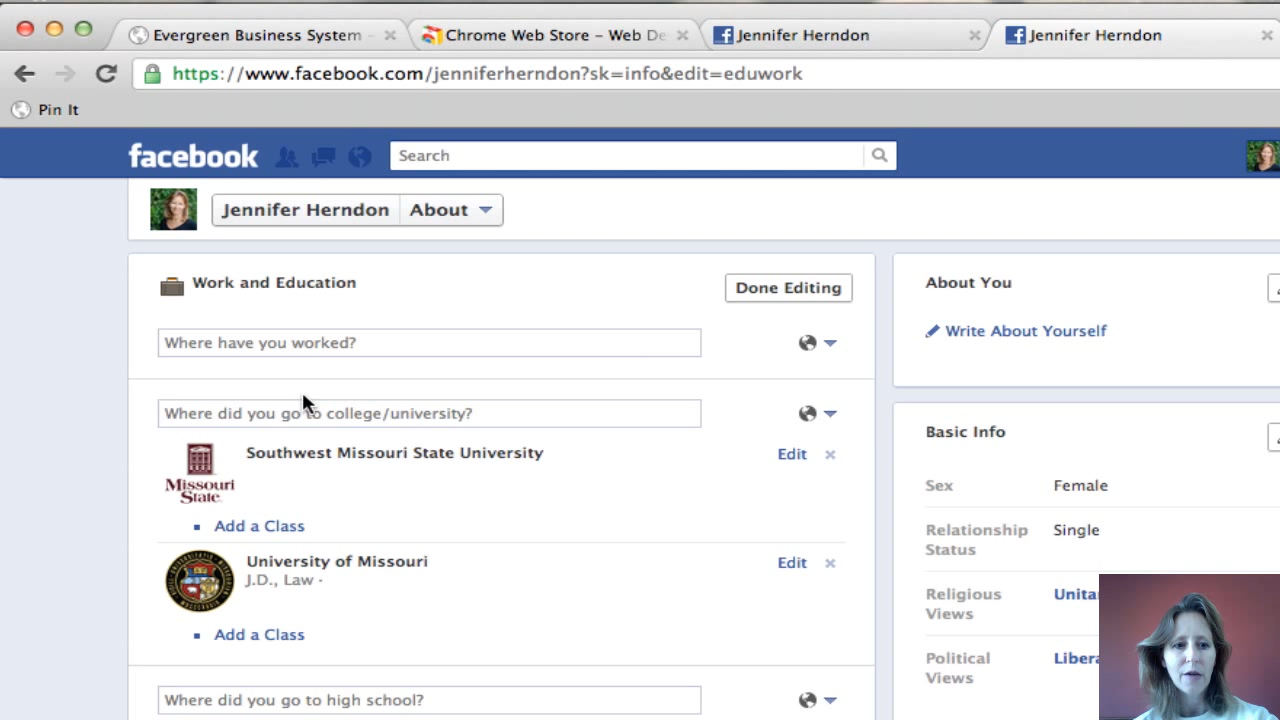 Evergreen Business System –
Chrome Web Store – Web De
Jennifer Herndon
Jennifer Herndon
https://www.facebook.com/jenniferherndon?sk=info&edit=eduwork
Pin It
facebook
Search
Jennifer Herndon
About
Work and Education
Done Editing
Where have you worked?
Where did you go to college/university?
Southwest Missouri State University
Edit
Missouri
State
Add a Class
University of Missouri
Edit
J.D., Law ·
Add a Class
Where did you go to high school?
About You
Write About Yourself
Basic Info
Sex
Female
Relationship
Status
Single
Religious
Views
Unita
Political
Views
Libera